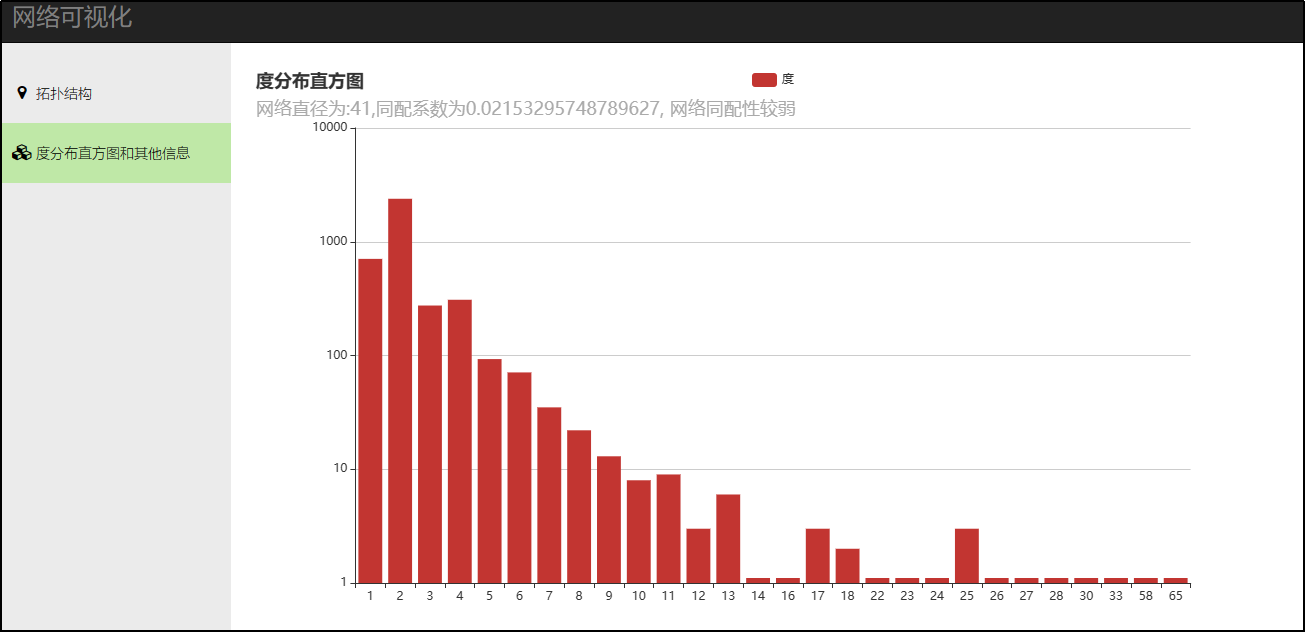 网络可视化
拓扑结构
度分布直方图和其他信息
度分布直方图
度
网络直径为:41,同配系数为0.02153295748789627, 网络同配性较弱
10000
1000
100
10
1
1 2 3 4 5 6 7 8 9 10 11 12 13 14 16 17 18 22 23 24 25 26 27 28 30 33 58 65